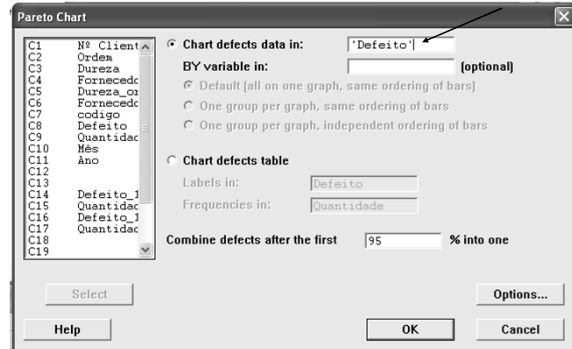 Pareto Chart
C1 Nº Client
C2 Ordem
C3 Dureza
C4 Fornecedo
C5 Dureza_or
C6 Fornecedo
C7 codigo
C8 Defeito
C9 Quantidad
C10 Mês
C11 Ano
C12
C13
C14 Defeito_1
C15 Quantidad
C16 Defeito_1
C17 Quantidad
C18
C19
Chart defects data in: 'Defeito'
BY variable in: (optional)
Default (all on one graph, same ordering of bars)
One group per graph, same ordering of bars
One group per graph, independent ordering of bars
Chart defects table
Labels in: Defeito
Frequencies in: Quantidade
Combine defects after the first 95 % into one
Select
Options...
Help
OK
Cancel